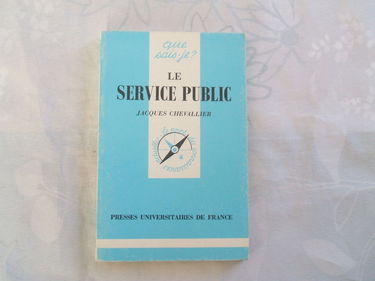 que
sais-je?
LE
SERVICE PUBLIC
JACQUES CHEVALLIER
PRESSES UNIVERSITAIRES DE FRANCE